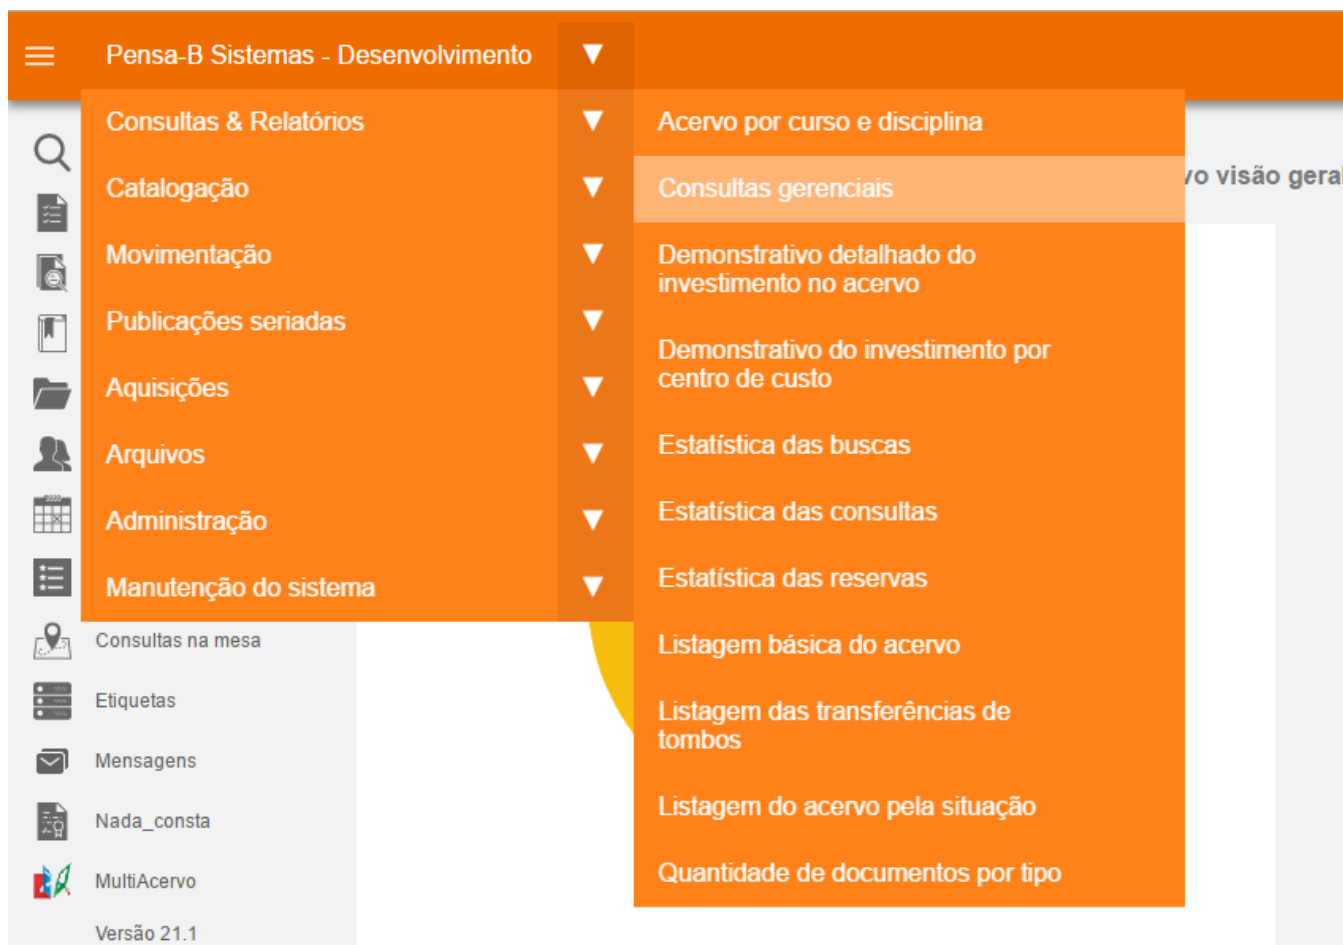 Pensa-B Sistemas - Desenvolvimento
Consultas & Relatórios
Catalogação
Movimentação
Publicações seriadas
Aquisições
Arquivos
Administração
Manutenção do sistema
Acervo por curso e disciplina
Consultas gerenciais
Demonstrativo detalhado do
investimento no acervo
Demonstrativo do investimento por
centro de custo
Estatística das buscas
Estatística das consultas
Estatística das reservas
Listagem básica do acervo
Listagem das transferências de
tombos
Listagem do acervo pela situação
Quantidade de documentos por tipo
visão geral
Consultas na mesa
Etiquetas
Mensagens
Nada_consta
MultiAcervo
Versão 21.1